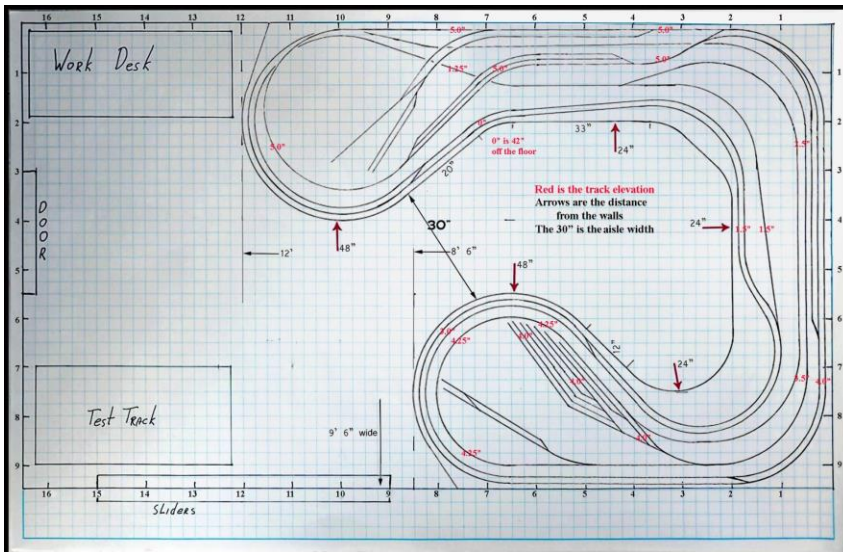 16 15 14 13 12 11 10 9 8 7 6 5 4 3 2 1
Work Desk
5.0"
5.0"
1.25"
5.0"
5.0"
1 2 3 4 5 6 7 8 9
1 2 3 4 5 6 7 8 9
0"
33"
0" is 42"
off the floor
24"
20"
5.0"
DOOR
Red is the track elevation
Arrows are the distance
from the walls
The 30" is the aisle width
30"
24"
1.5"
1.5"
48"
12'
8' 6"
48"
3.0"
4.25"
4.25"
12"
24"
4.0"
4.0"
Test Track
9' 6" wide
4.25"
16 15 14 13 12 11 10 9 8 7 6 5 4 3 2 1
SLIDERS